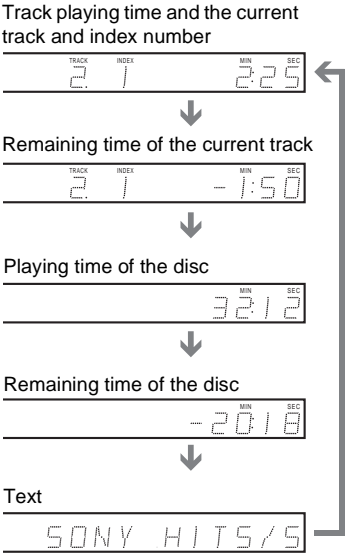 Track playing time and the current
track and index number
TRACK INDEX MIN SEC
2. 1 2:25
Remaining time of the current track
TRACK INDEX MIN SEC
2. 1 -1:50
Playing time of the disc
MIN SEC
32:12
Remaining time of the disc
MIN SEC
-20:18
Text
SONY HITS/S